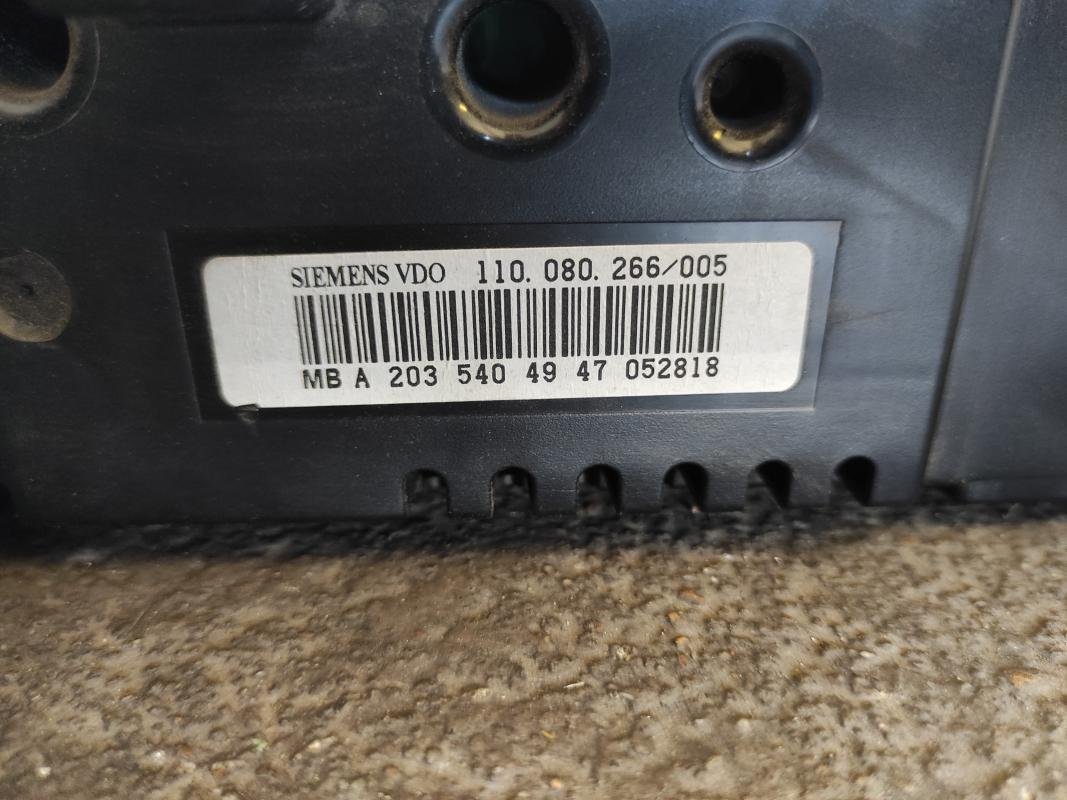 SIEMENS VDO 110. 080. 266/005
MB A 203 540 49 47 052818